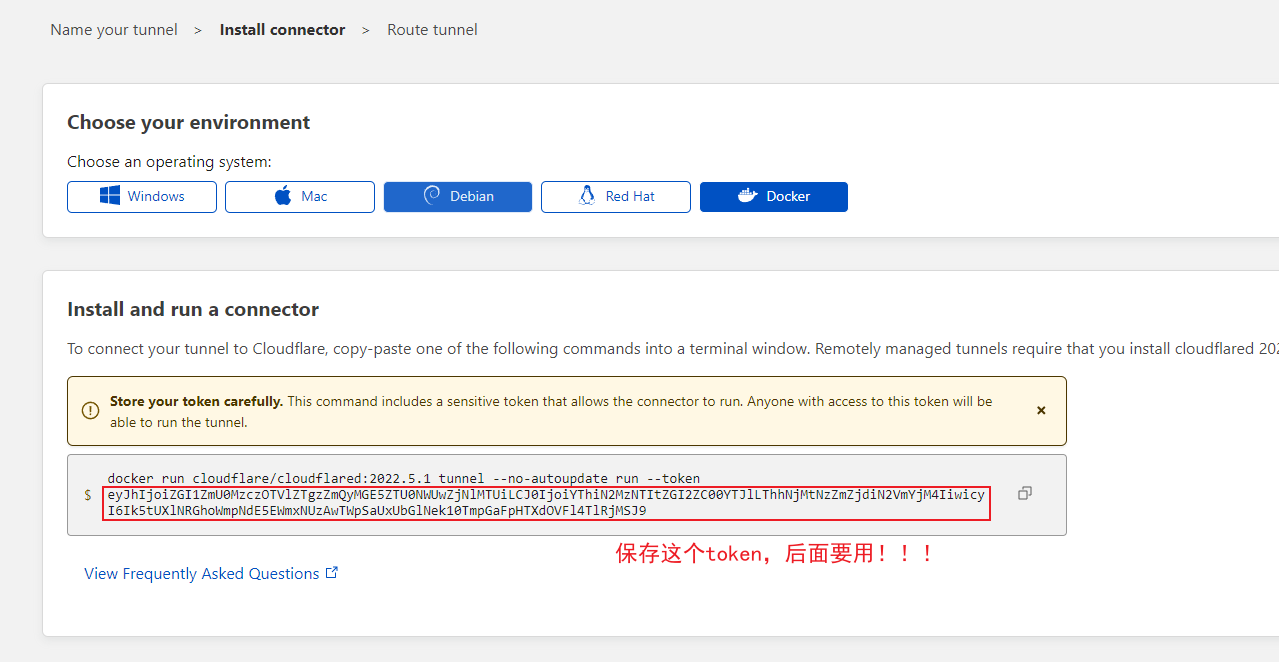 Name your tunnel > Install connector > Route tunnel
Choose your environment
Choose an operating system:
Windows Mac Debian Red Hat Docker
Install and run a connector
To connect your tunnel to Cloudflare, copy-paste one of the following commands into a terminal window. Remotely managed tunnels require that you install cloudflared 202
Store your token carefully. This command includes a sensitive token that allows the connector to run. Anyone with access to this token will be
able to run the tunnel.
$ docker run cloudflare/cloudflared:2022.5.1 tunnel --no-autoupdate run --token
eyJhIjoiZGI1ZmU0MzczOTVlZTgzZmQyMGE5ZTU0NWUwZjNlMTUiLCJ0IjoiYThiN2MzNTItZGI2ZC00YTJlLThhNjMtNzZmZjdiN2VmYjM4Iiwicy
I6Ik5tUXlNRGhoWmpNdE5EWmxNUzAwTWpSaUxUbGlNek10TmpGaFpHTXdOVFl4TlRjMSJ9
保存这个token，后面要用！！！
View Frequently Asked Questions